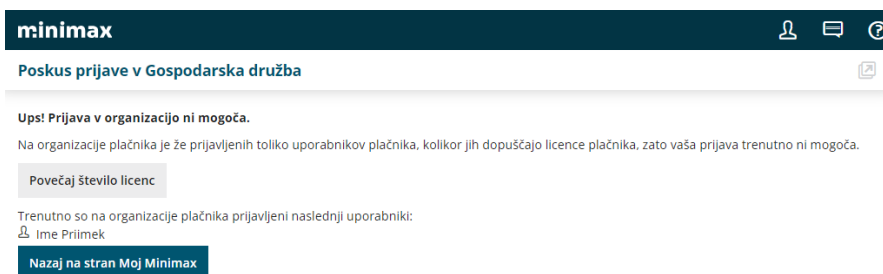 minimax
Poskus prijave v Gospodarska družba
Ups! Prijava v organizacijo ni mogoča.
Na organizacije plačnika je že prijavljenih toliko uporabnikov plačnika, kolikor jih dopuščajo licence plačnika, zato vaša prijava trenutno ni mogoča.
Povečaj število licenc
Trenutno so na organizacije plačnika prijavljeni naslednji uporabniki:
Ime Priimek
Nazaj na stran Moj Minimax